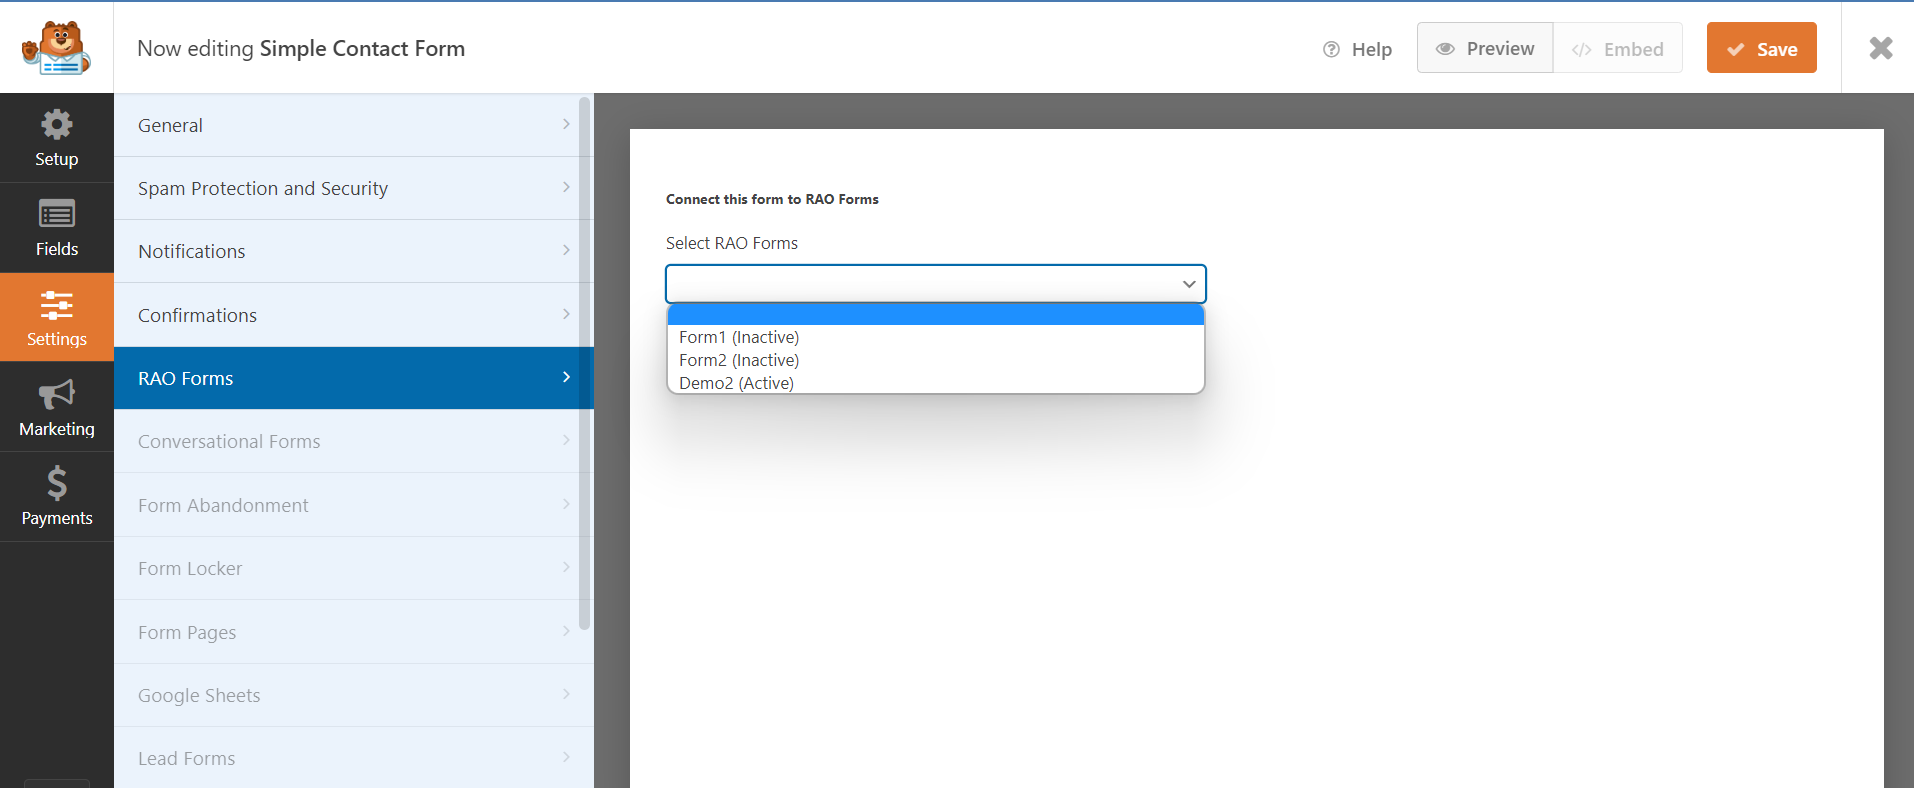 Now editing Simple Contact Form
Help
Preview
Embed
Save
Setup
Fields
Settings
Marketing
Payments
General
Spam Protection and Security
Notifications
Confirmations
RAO Forms
Conversational Forms
Form Abandonment
Form Locker
Form Pages
Google Sheets
Lead Forms
Connect this form to RAO Forms
Select RAO Forms
Form1 (Inactive)
Form2 (Inactive)
Demo2 (Active)